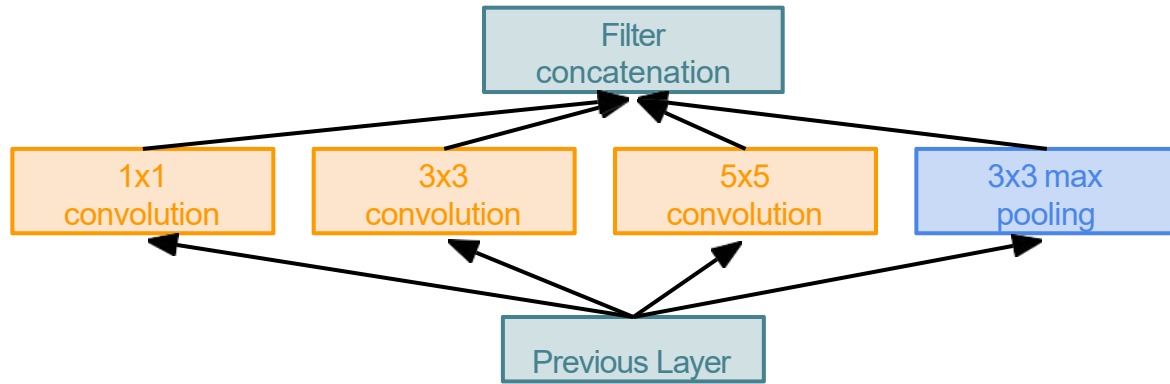 Filter
concatenation
1x1
convolution
3x3
convolution
5x5
convolution
3x3 max
pooling
Previous Layer